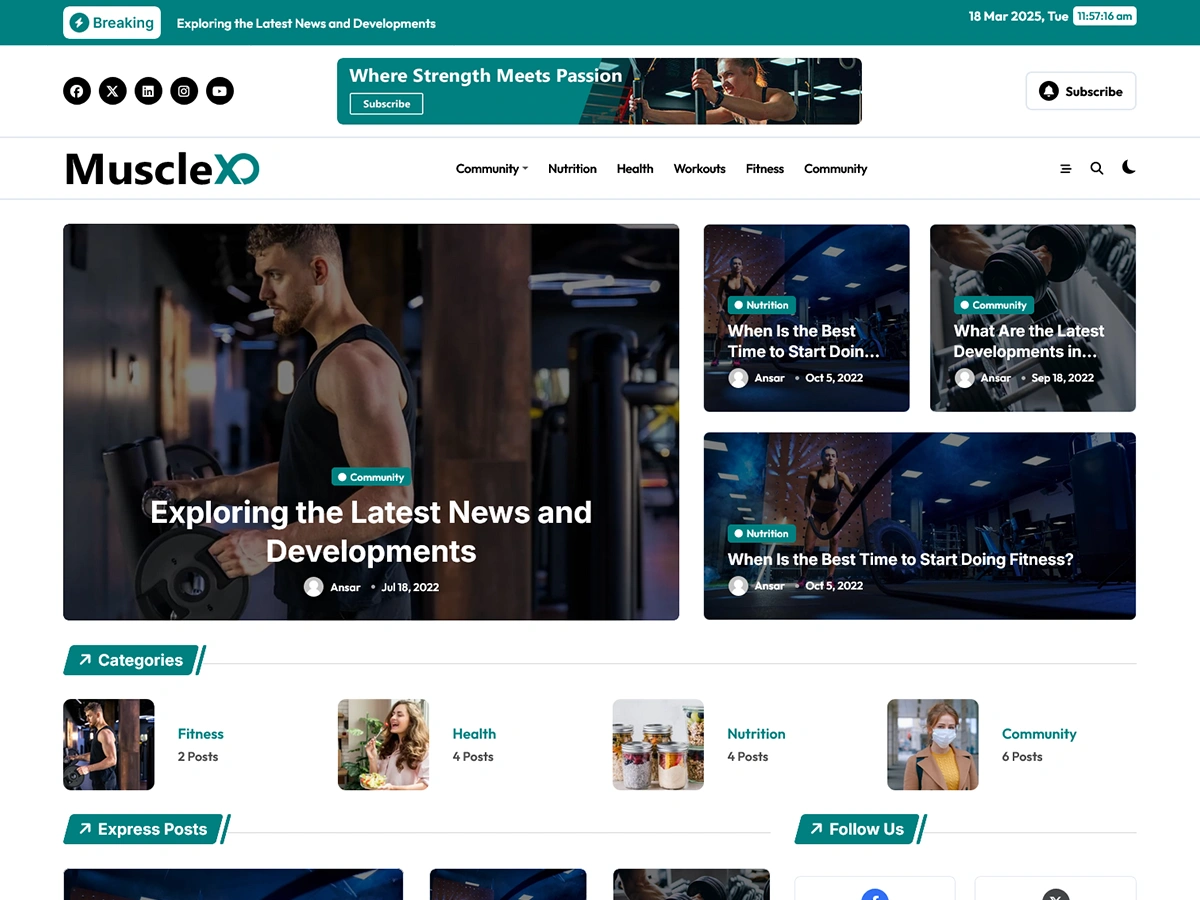 Breaking
Exploring the Latest News and Developments
18 Mar 2025, Tue
11:57:16 am
Where Strength Meets Passion
Subscribe
Subscribe
MuscleXO
Community
Nutrition
Health
Workouts
Fitness
Community
Community
Exploring the Latest News and
Developments
Ansar
Jul 18, 2022
Nutrition
When Is the Best
Time to Start Doin...
Ansar
Oct 5, 2022
Community
What Are the Latest
Developments in...
Ansar
Sep 18, 2022
Nutrition
When Is the Best Time to Start Doing Fitness?
Ansar
Oct 5, 2022
Categories
Fitness
2 Posts
Health
4 Posts
Nutrition
4 Posts
Community
6 Posts
Express Posts
Follow Us